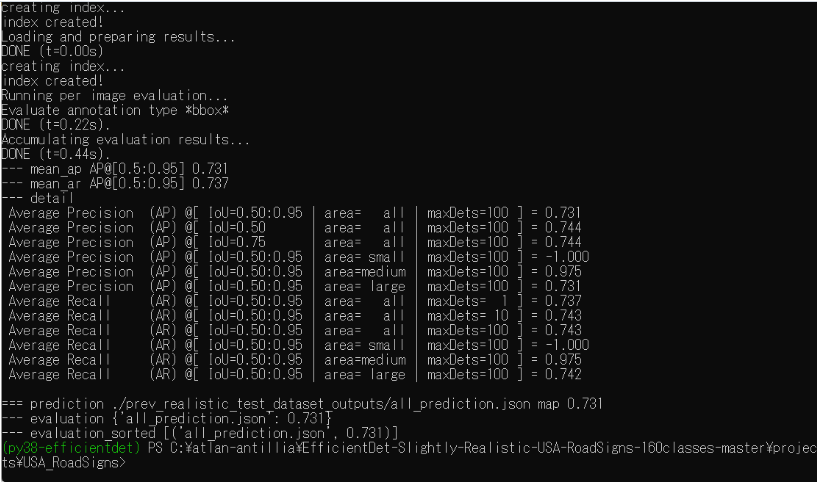 creating index...
index created!
Loading and preparing results...
DONE (t=0.00s)
creating index...
index created!
Running per image evaluation...
Evaluate annotation type *bbox*
DONE (t=0.22s).
Accumulating evaluation results...
DONE (t=0.44s).
--- mean_ap AP@[0.5:0.95] 0.731
--- mean_ar AP@[0.5:0.95] 0.737
--- detail
 Average Precision  (AP) @[ IoU=0.50:0.95 | area=   all | maxDets=100 ] = 0.731
 Average Precision  (AP) @[ IoU=0.50      | area=   all | maxDets=100 ] = 0.744
 Average Precision  (AP) @[ IoU=0.75      | area=   all | maxDets=100 ] = 0.744
 Average Precision  (AP) @[ IoU=0.50:0.95 | area= small | maxDets=100 ] = -1.000
 Average Precision  (AP) @[ IoU=0.50:0.95 | area=medium | maxDets=100 ] = 0.975
 Average Precision  (AP) @[ IoU=0.50:0.95 | area= large | maxDets=100 ] = 0.731
 Average Recall     (AR) @[ IoU=0.50:0.95 | area=   all | maxDets=  1 ] = 0.737
 Average Recall     (AR) @[ IoU=0.50:0.95 | area=   all | maxDets= 10 ] = 0.743
 Average Recall     (AR) @[ IoU=0.50:0.95 | area=   all | maxDets=100 ] = 0.743
 Average Recall     (AR) @[ IoU=0.50:0.95 | area= small | maxDets=100 ] = -1.000
 Average Recall     (AR) @[ IoU=0.50:0.95 | area=medium | maxDets=100 ] = 0.975
 Average Recall     (AR) @[ IoU=0.50:0.95 | area= large | maxDets=100 ] = 0.742
=== prediction ./prev_realistic_test_dataset_outputs/all_prediction.json map 0.731
--- evaluation {'all_prediction.json': 0.731}
--- evaluation_sorted [('all_prediction.json', 0.731)]
(py38-efficientdet) PS C:¥atlan-antillia¥EfficientDet-Slightly-Realistic-USA-RoadSigns-160classes-master¥projec
ts¥USA_RoadSigns>